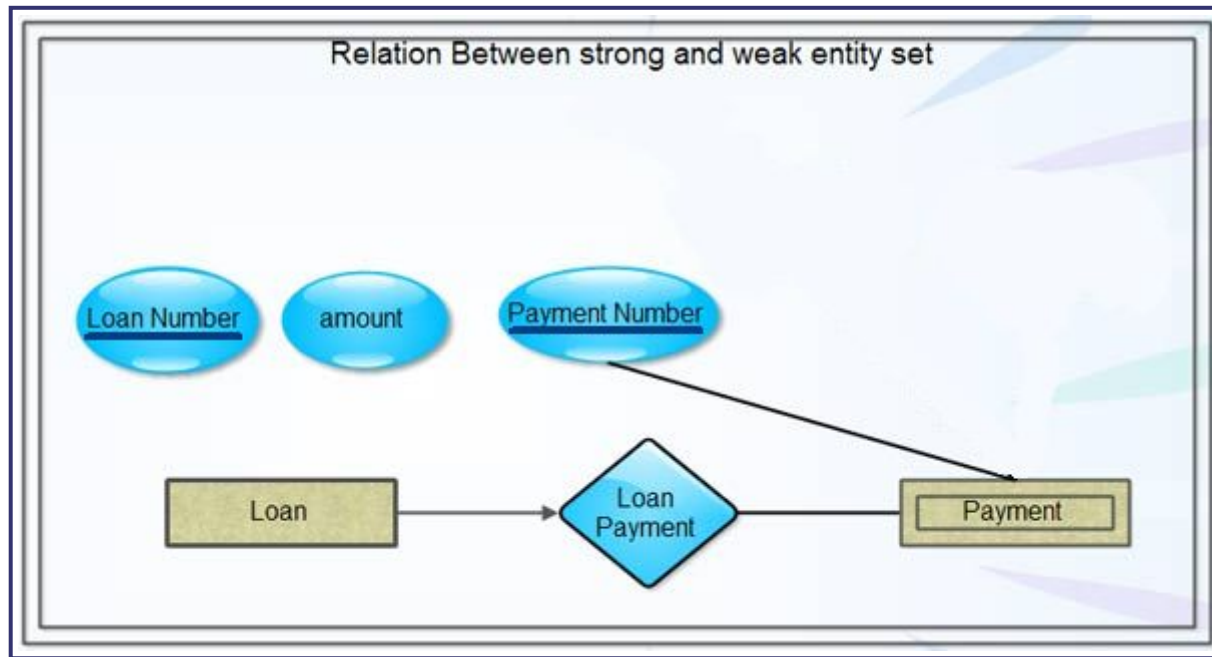 Relation Between strong and weak entity set
Loan Number
amount
Payment Number
Loan
Loan
Payment
Payment